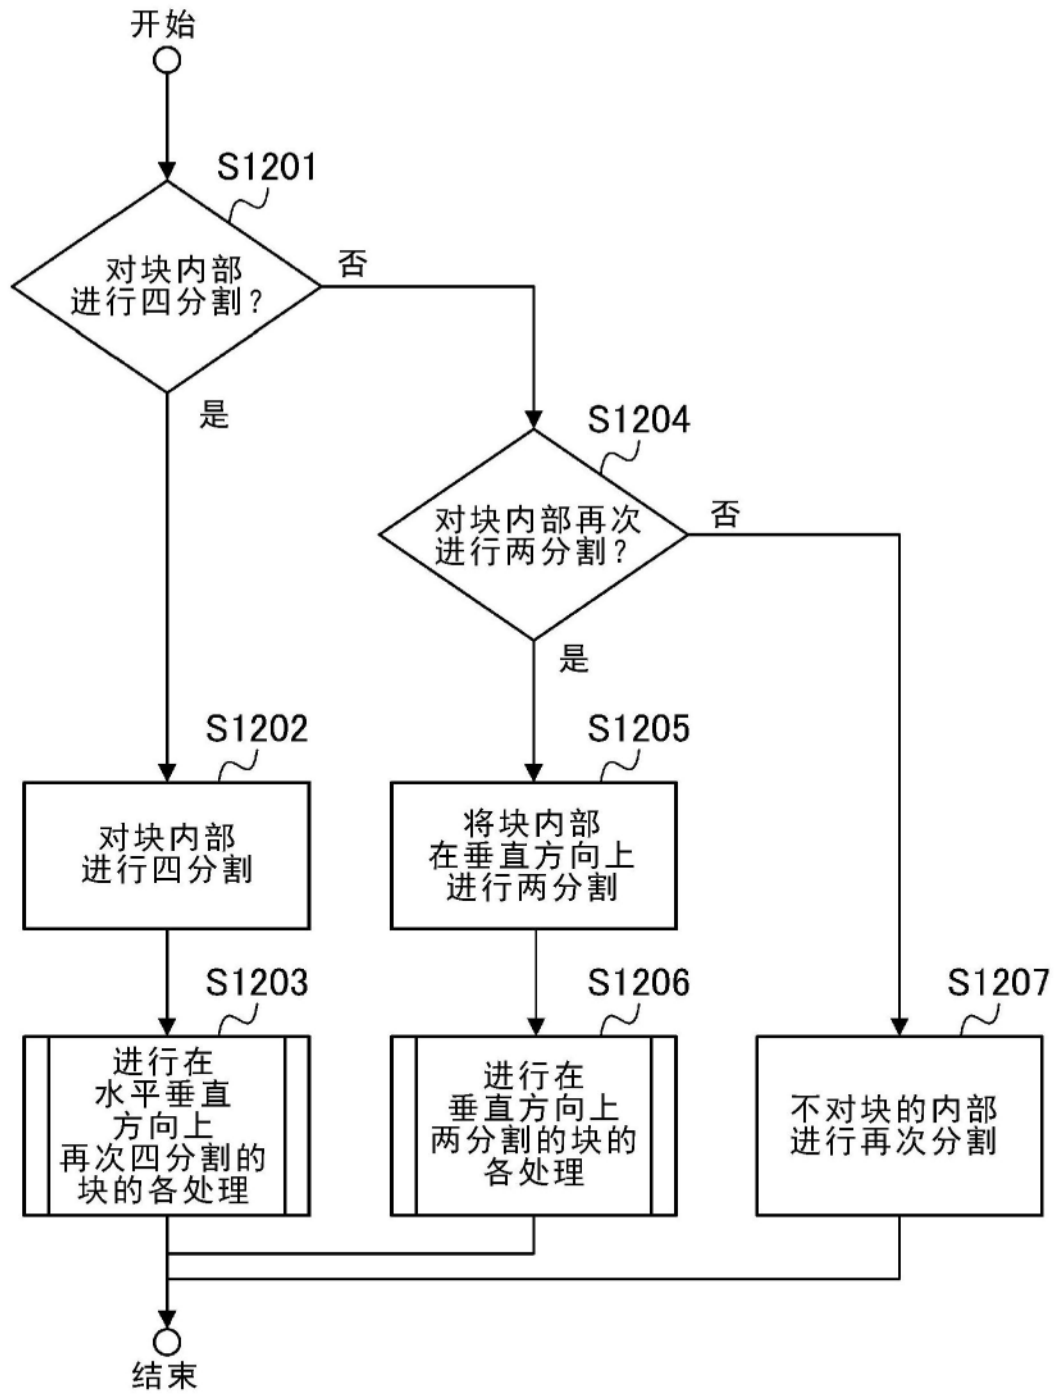 开始
S1201
对块内部
进行四分割？
否
是
S1204
对块内部再次
进行两分割？
否
是
S1202
对块内部
进行四分割
S1205
将块内部
在垂直方向上
进行两分割
S1203
进行在
水平垂直
方向上
再次四分割的
块的各处理
S1206
进行在
垂直方向上
两分割的块的
各处理
S1207
不对块的内部
进行再次分割
结束